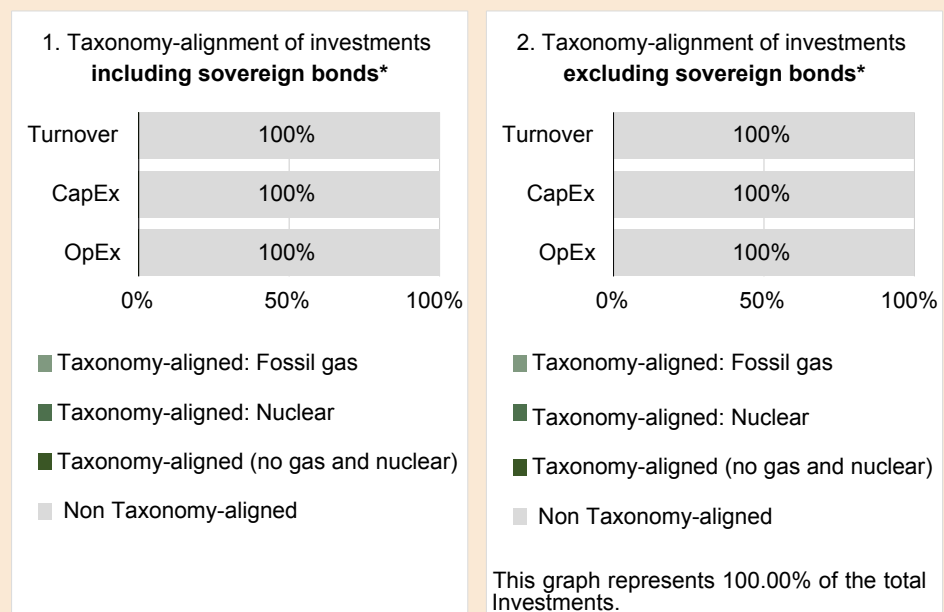 1. Taxonomy-alignment of investments
including sovereign bonds*
Turnover 100%
CapEx 100%
OpEx 100%
0% 50% 100%
Taxonomy-aligned: Fossil gas
Taxonomy-aligned: Nuclear
Taxonomy-aligned (no gas and nuclear)
Non Taxonomy-aligned
2. Taxonomy-alignment of investments
excluding sovereign bonds*
Turnover 100%
CapEx 100%
OpEx 100%
0% 50% 100%
Taxonomy-aligned: Fossil gas
Taxonomy-aligned: Nuclear
Taxonomy-aligned (no gas and nuclear)
Non Taxonomy-aligned
This graph represents 100.00% of the total
Investments.